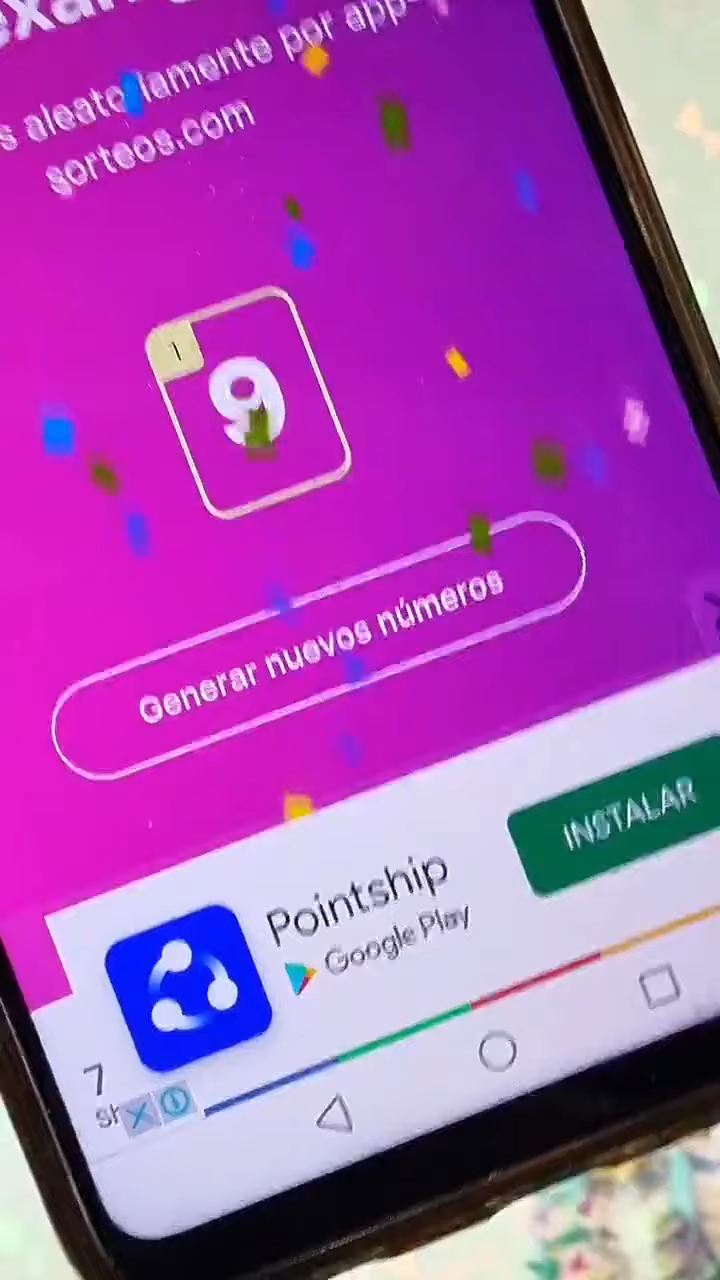 s aleatoriamente por app-
sorteos.com
1
9
Generar nuevos números
Pointship
Google Play
INSTALAR
7